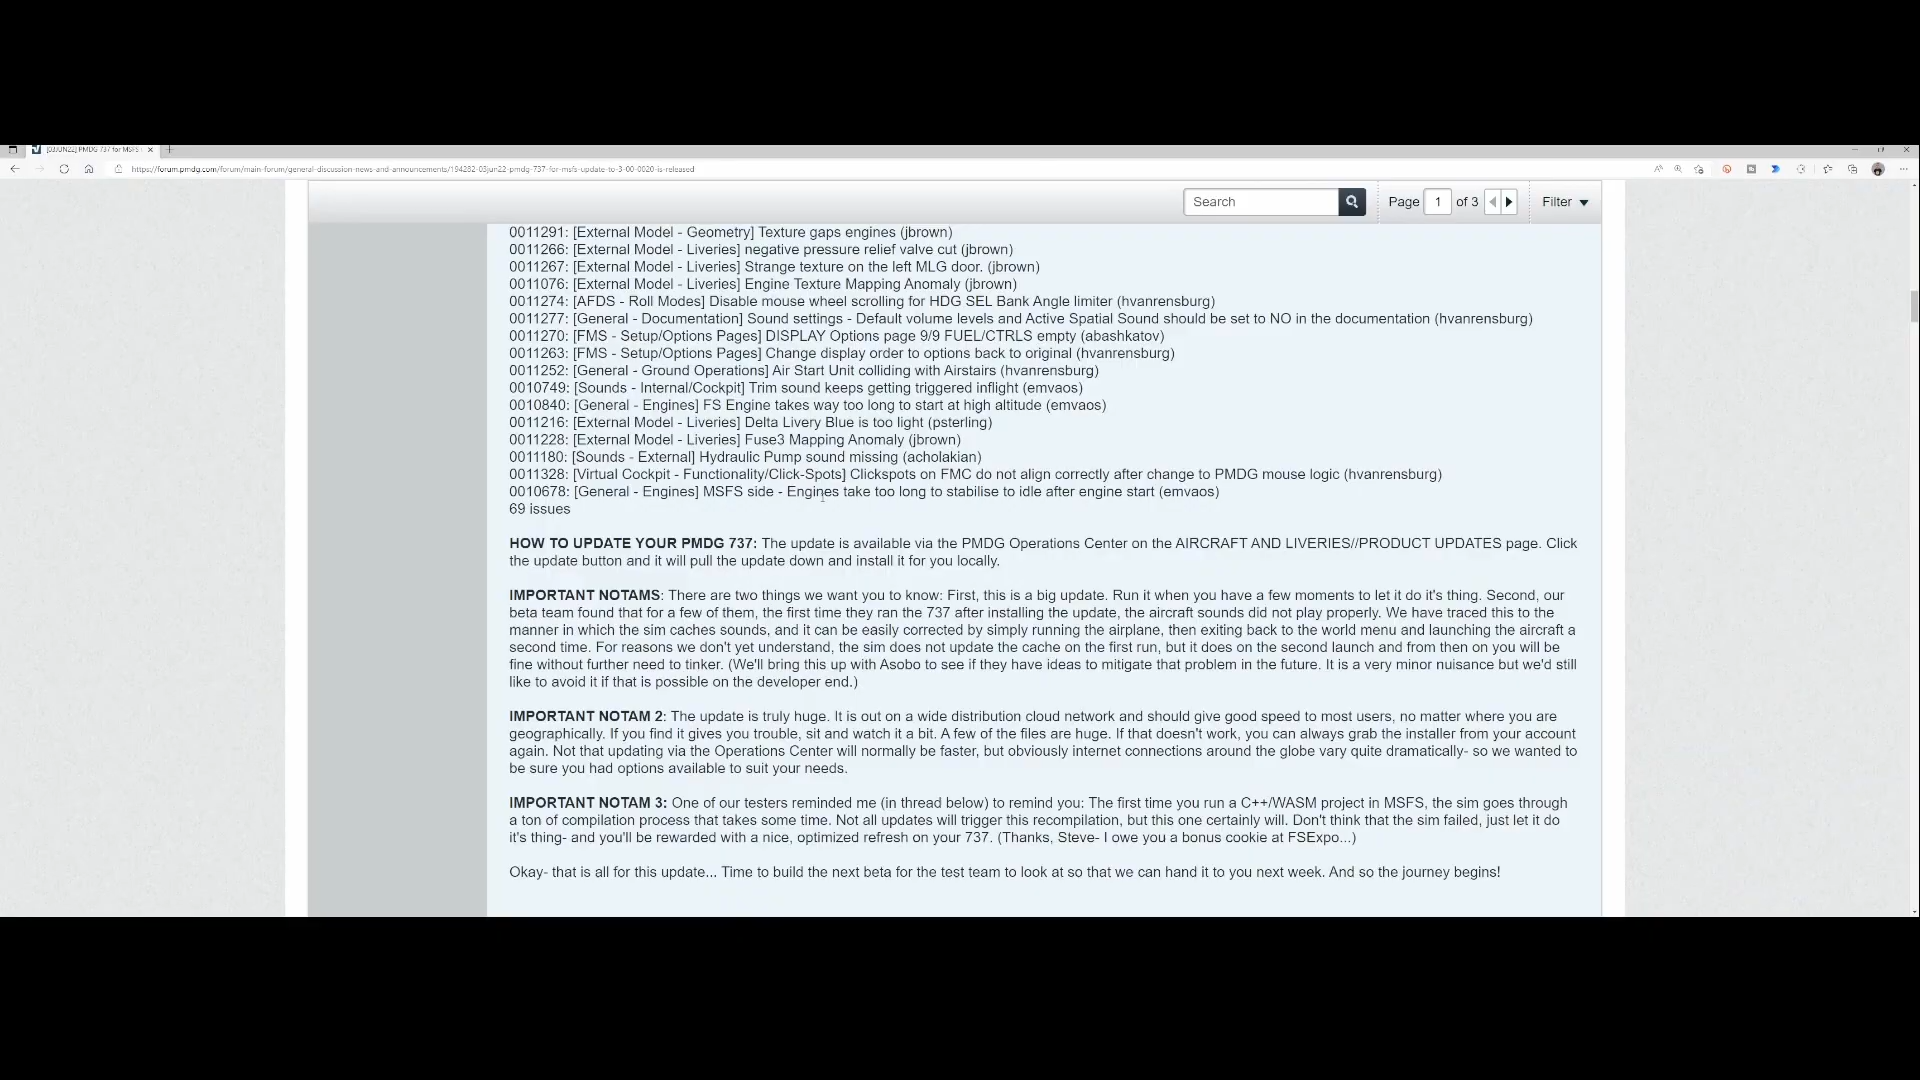 [03JUN22] PMDG 737 for MSFS
https://forum.pmdg.com/forum/main-forum/general-discussion-news-and-announcements/194282-03jun22-pmdg-737-for-msfs-update-to-3-00-0020-is-released
Search Page 1 of 3 Filter
0011291: [External Model - Geometry] Texture gaps engines (jbrown)
0011266: [External Model - Liveries] negative pressure relief valve cut (jbrown)
0011267: [External Model - Liveries] Strange texture on the left MLG door. (jbrown)
0011076: [External Model - Liveries] Engine Texture Mapping Anomaly (jbrown)
0011274: [AFDS - Roll Modes] Disable mouse wheel scrolling for HDG SEL Bank Angle limiter (hvanrensburg)
0011277: [General - Documentation] Sound settings - Default volume levels and Active Spatial Sound should be set to NO in the documentation (hvanrensburg)
0011270: [FMS - Setup/Options Pages] DISPLAY Options page 9/9 FUEL/CTRLS empty (abashkatov)
0011263: [FMS - Setup/Options Pages] Change display order to options back to original (hvanrensburg)
0011252: [General - Ground Operations] Air Start Unit colliding with Airstairs (hvanrensburg)
0010749: [Sounds - Internal/Cockpit] Trim sound keeps getting triggered inflight (emvaos)
0010840: [General - Engines] FS Engine takes way too long to start at high altitude (emvaos)
0011216: [External Model - Liveries] Delta Livery Blue is too light (psterling)
0011228: [External Model - Liveries] Fuse3 Mapping Anomaly (jbrown)
0011180: [Sounds - External] Hydraulic Pump sound missing (acholakian)
0011328: [Virtual Cockpit - Functionality/Click-Spots] Clickspots on FMC do not align correctly after change to PMDG mouse logic (hvanrensburg)
0010678: [General - Engines] MSFS side - Engines take too long to stabilise to idle after engine start (emvaos)
69 issues
HOW TO UPDATE YOUR PMDG 737: The update is available via the PMDG Operations Center on the AIRCRAFT AND LIVERIES//PRODUCT UPDATES page. Click
the update button and it will pull the update down and install it for you locally.
IMPORTANT NOTAMS: There are two things we want you to know: First, this is a big update. Run it when you have a few moments to let it do it's thing. Second, our
beta team found that for a few of them, the first time they ran the 737 after installing the update, the aircraft sounds did not play properly. We have traced this to the
manner in which the sim caches sounds, and it can be easily corrected by simply running the airplane, then exiting back to the world menu and launching the aircraft a
second time. For reasons we don't yet understand, the sim does not update the cache on the first run, but it does on the second launch and from then on you will be
fine without further need to tinker. (We'll bring this up with Asobo to see if they have ideas to mitigate that problem in the future. It is a very minor nuisance but we'd still
like to avoid it if that is possible on the developer end.)
IMPORTANT NOTAM 2: The update is truly huge. It is out on a wide distribution cloud network and should give good speed to most users, no matter where you are
geographically. If you find it gives you trouble, sit and watch it a bit. A few of the files are huge. If that doesn't work, you can always grab the installer from your account
again. Not that updating via the Operations Center will normally be faster, but obviously internet connections around the globe vary quite dramatically- so we wanted to
be sure you had options available to suit your needs.
IMPORTANT NOTAM 3: One of our testers reminded me (in thread below) to remind you: The first time you run a C++/WASM project in MSFS, the sim goes through
a ton of compilation process that takes some time. Not all updates will trigger this recompilation, but this one certainly will. Don't think that the sim failed, just let it do
it's thing- and you'll be rewarded with a nice, optimized refresh on your 737. (Thanks, Steve- I owe you a bonus cookie at FSExpo...)
Okay- that is all for this update... Time to build the next beta for the test team to look at so that we can hand it to you next week. And so the journey begins!